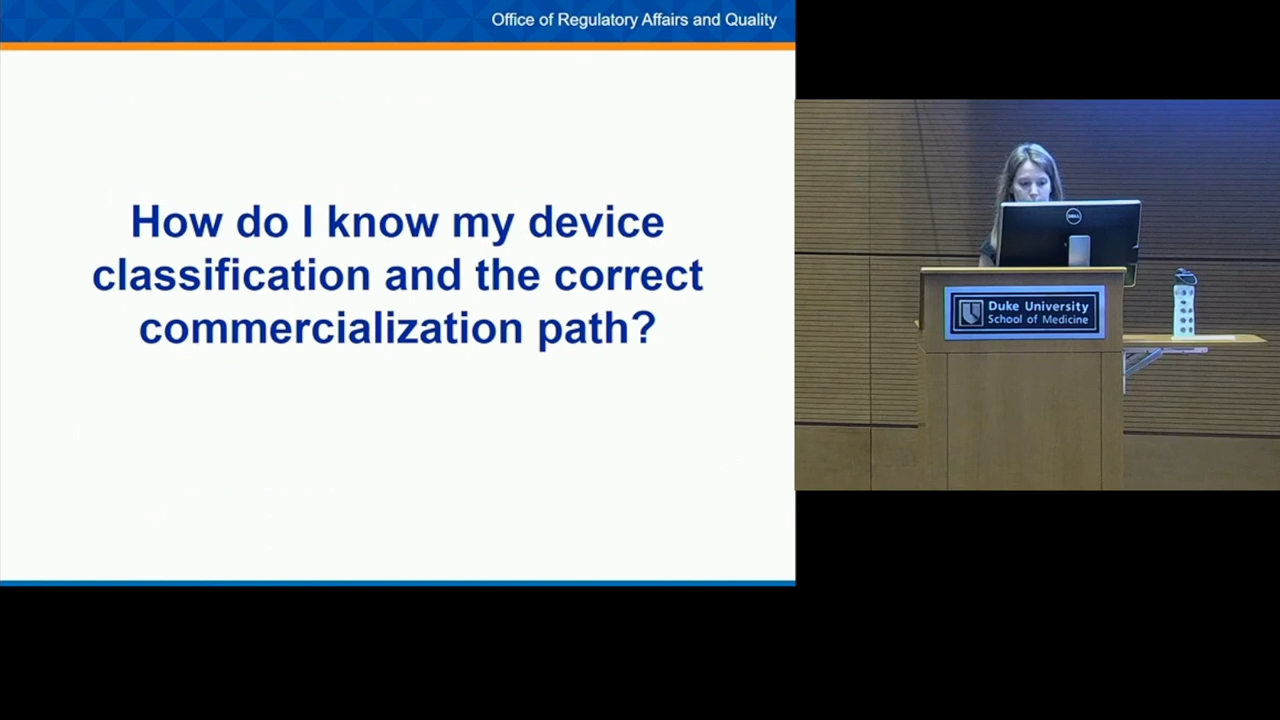 Office of Regulatory Affairs and Quality
How do I know my device
classification and the correct
commercialization path?
DELL
Duke University
School of Medicine